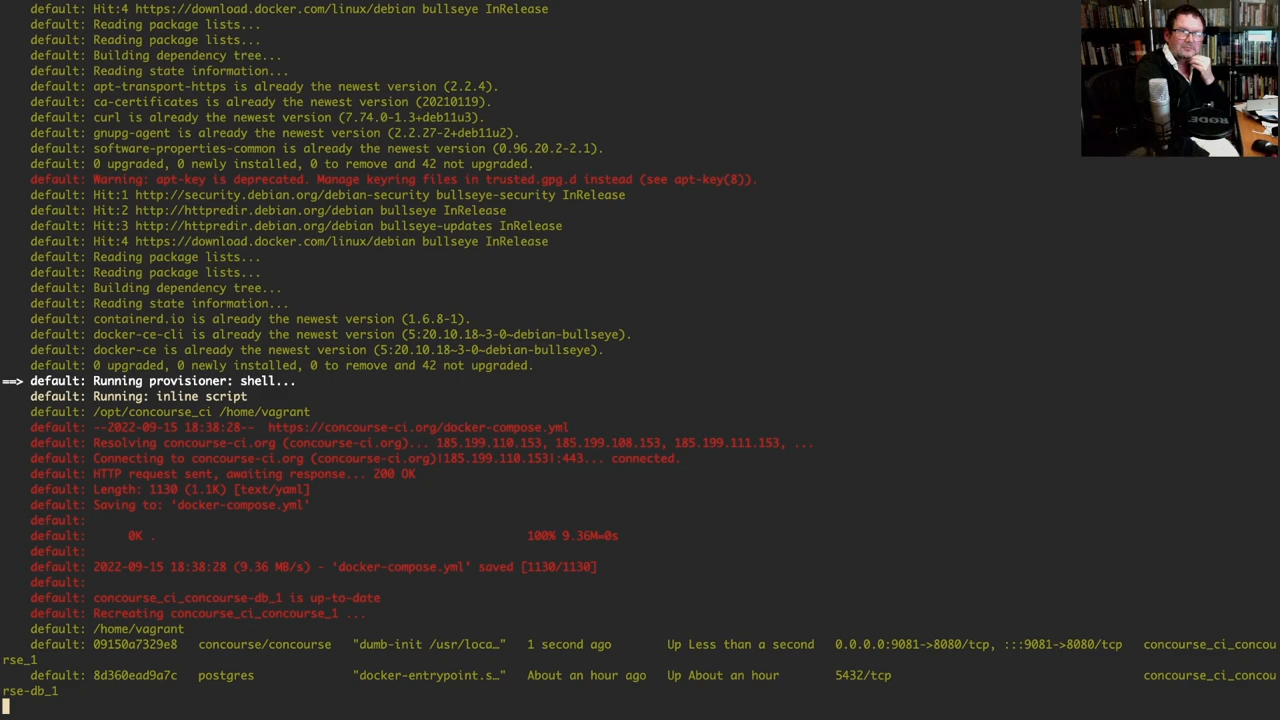 default: Hit:4 https://download.docker.com/linux/debian bullseye InRelease
default: Reading package lists...
default: Reading package lists...
default: Building dependency tree...
default: Reading state information...
default: apt-transport-https is already the newest version (2.2.4).
default: ca-certificates is already the newest version (20210119).
default: curl is already the newest version (7.74.0-1.3+deb11u3).
default: gnupg-agent is already the newest version (2.2.27-2+deb11u2).
default: software-properties-common is already the newest version (0.96.20.2-2.1).
default: 0 upgraded, 0 newly installed, 0 to remove and 42 not upgraded.
default: Warning: apt-key is deprecated. Manage keyring files in trusted.gpg.d instead (see apt-key(8)).
default: Hit:1 http://security.debian.org/debian-security bullseye-security InRelease
default: Hit:2 http://httpredir.debian.org/debian bullseye InRelease
default: Hit:3 http://httpredir.debian.org/debian bullseye-updates InRelease
default: Hit:4 https://download.docker.com/linux/debian bullseye InRelease
default: Reading package lists...
default: Reading package lists...
default: Building dependency tree...
default: Reading state information...
default: containerd.io is already the newest version (1.6.8-1).
default: docker-ce-cli is already the newest version (5:20.10.18~3-0~debian-bullseye).
default: docker-ce is already the newest version (5:20.10.18~3-0~debian-bullseye).
default: 0 upgraded, 0 newly installed, 0 to remove and 42 not upgraded.
==> default: Running provisioner: shell...
default: Running: inline script
default: /opt/concourse_ci /home/vagrant
default: --2022-09-15 18:38:28--  https://concourse-ci.org/docker-compose.yml
default: Resolving concourse-ci.org (concourse-ci.org)... 185.199.110.153, 185.199.108.153, 185.199.111.153, ...
default: Connecting to concourse-ci.org (concourse-ci.org)|185.199.110.153|:443... connected.
default: HTTP request sent, awaiting response... 200 OK
default: Length: 1130 (1.1K) [text/yaml]
default: Saving to: 'docker-compose.yml'
default:
default: 0K . 100% 9.36M=0s
default:
default: 2022-09-15 18:38:28 (9.36 MB/s) - 'docker-compose.yml' saved [1130/1130]
default:
default: concourse_ci_concourse-db_1 is up-to-date
default: Recreating concourse_ci_concourse_1 ...
default: /home/vagrant
default: 09150a7329e8 concourse/concourse "dumb-init /usr/loca…" 1 second ago Up Less than a second 0.0.0.0:9081->8080/tcp, :::9081->8080/tcp concourse_ci_concou
rse_1
default: 8d360ead9a7c postgres "docker-entrypoint.s…" About an hour ago Up About an hour 5432/tcp concourse_ci_concou
rse-db_1
RODE